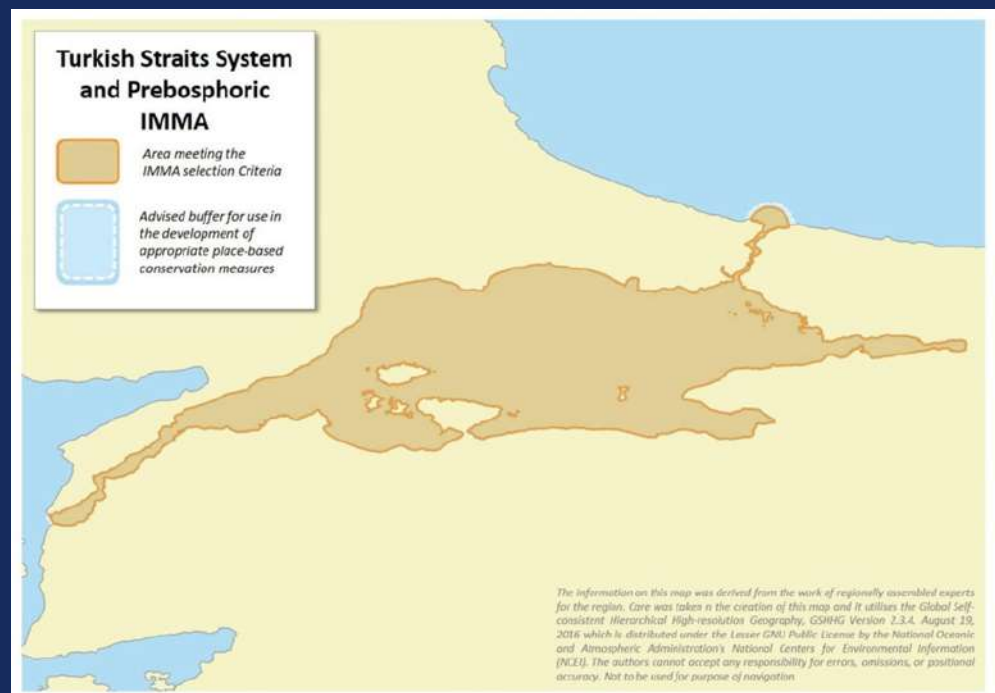 Turkish Straits System
and Prebosphoric
IMMA
Area meeting the
IMMA selection Criteria
Advised buffer for use in
the development of
appropriate place-based
conservation measures
The information on this map was derived from the work of regionally assembled experts
for the region. Care was taken n the creation of this map and it utilises the Global Self-
consistent Hierarchical High-resolution Geography, GSHHG Version 2.3.4. August 19,
2016 which is distributed under the Lesser GNU Public License by the National Oceanic
and Atmospheric Administration's National Centers for Environmental Information
(NCEI). The authors cannot accept any responsibility for errors, omissions, or positional
accuracy. Not to be used for purpose of navigation